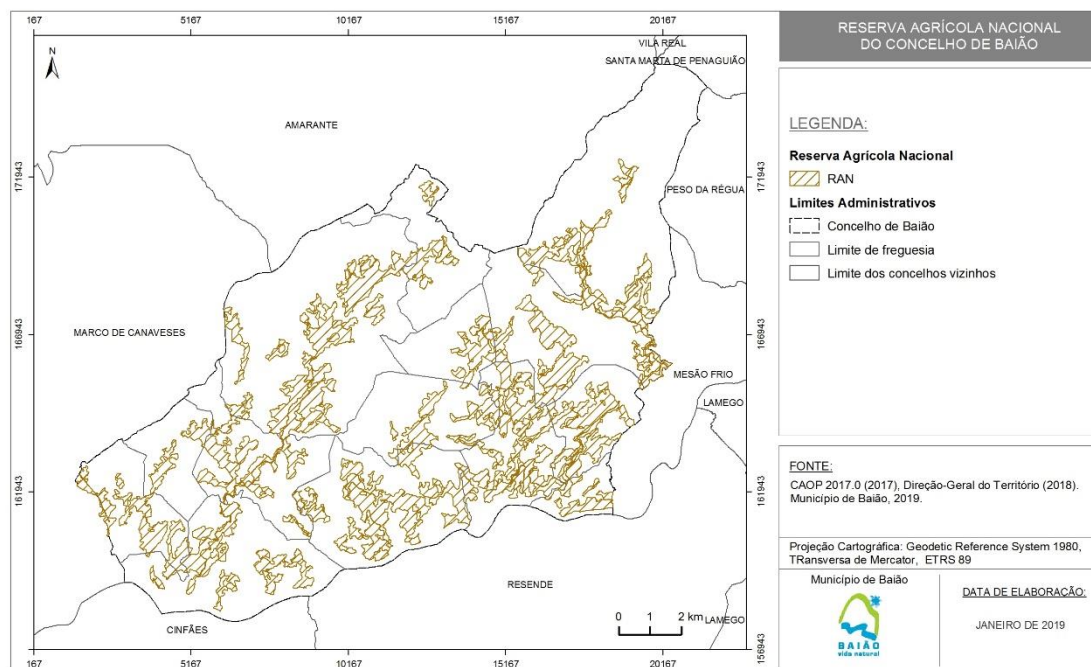 167
5167
10167
15167
20167
VILA REAL
SANTA MARTA DE PENAGUIÃO
N
AMARANTE
171943
171943
PESO DA RÉGUA
MARCO DE CANAVESES
166943
166943
MESÃO FRIO
LAMEGO
161943
161943
RESENDE
CINFÃES
LAMEGO
0 1 2 km
156943
167
5167
10167
15167
20167
RESERVA AGRÍCOLA NACIONAL
DO CONCELHO DE BAIÃO
LEGENDA:
Reserva Agrícola Nacional
RAN
Limites Administrativos
Concelho de Baião
Limite de freguesia
Limite dos concelhos vizinhos
FONTE:
CAOP 2017.0 (2017), Direção-Geral do Território (2018).
Município de Baião, 2019.
Projeção Cartográfica: Geodetic Reference System 1980,
TRansversa de Mercator, ETRS 89
Município de Baião
BAIÃO
vida natural
DATA DE ELABORAÇÃO:
JANEIRO DE 2019